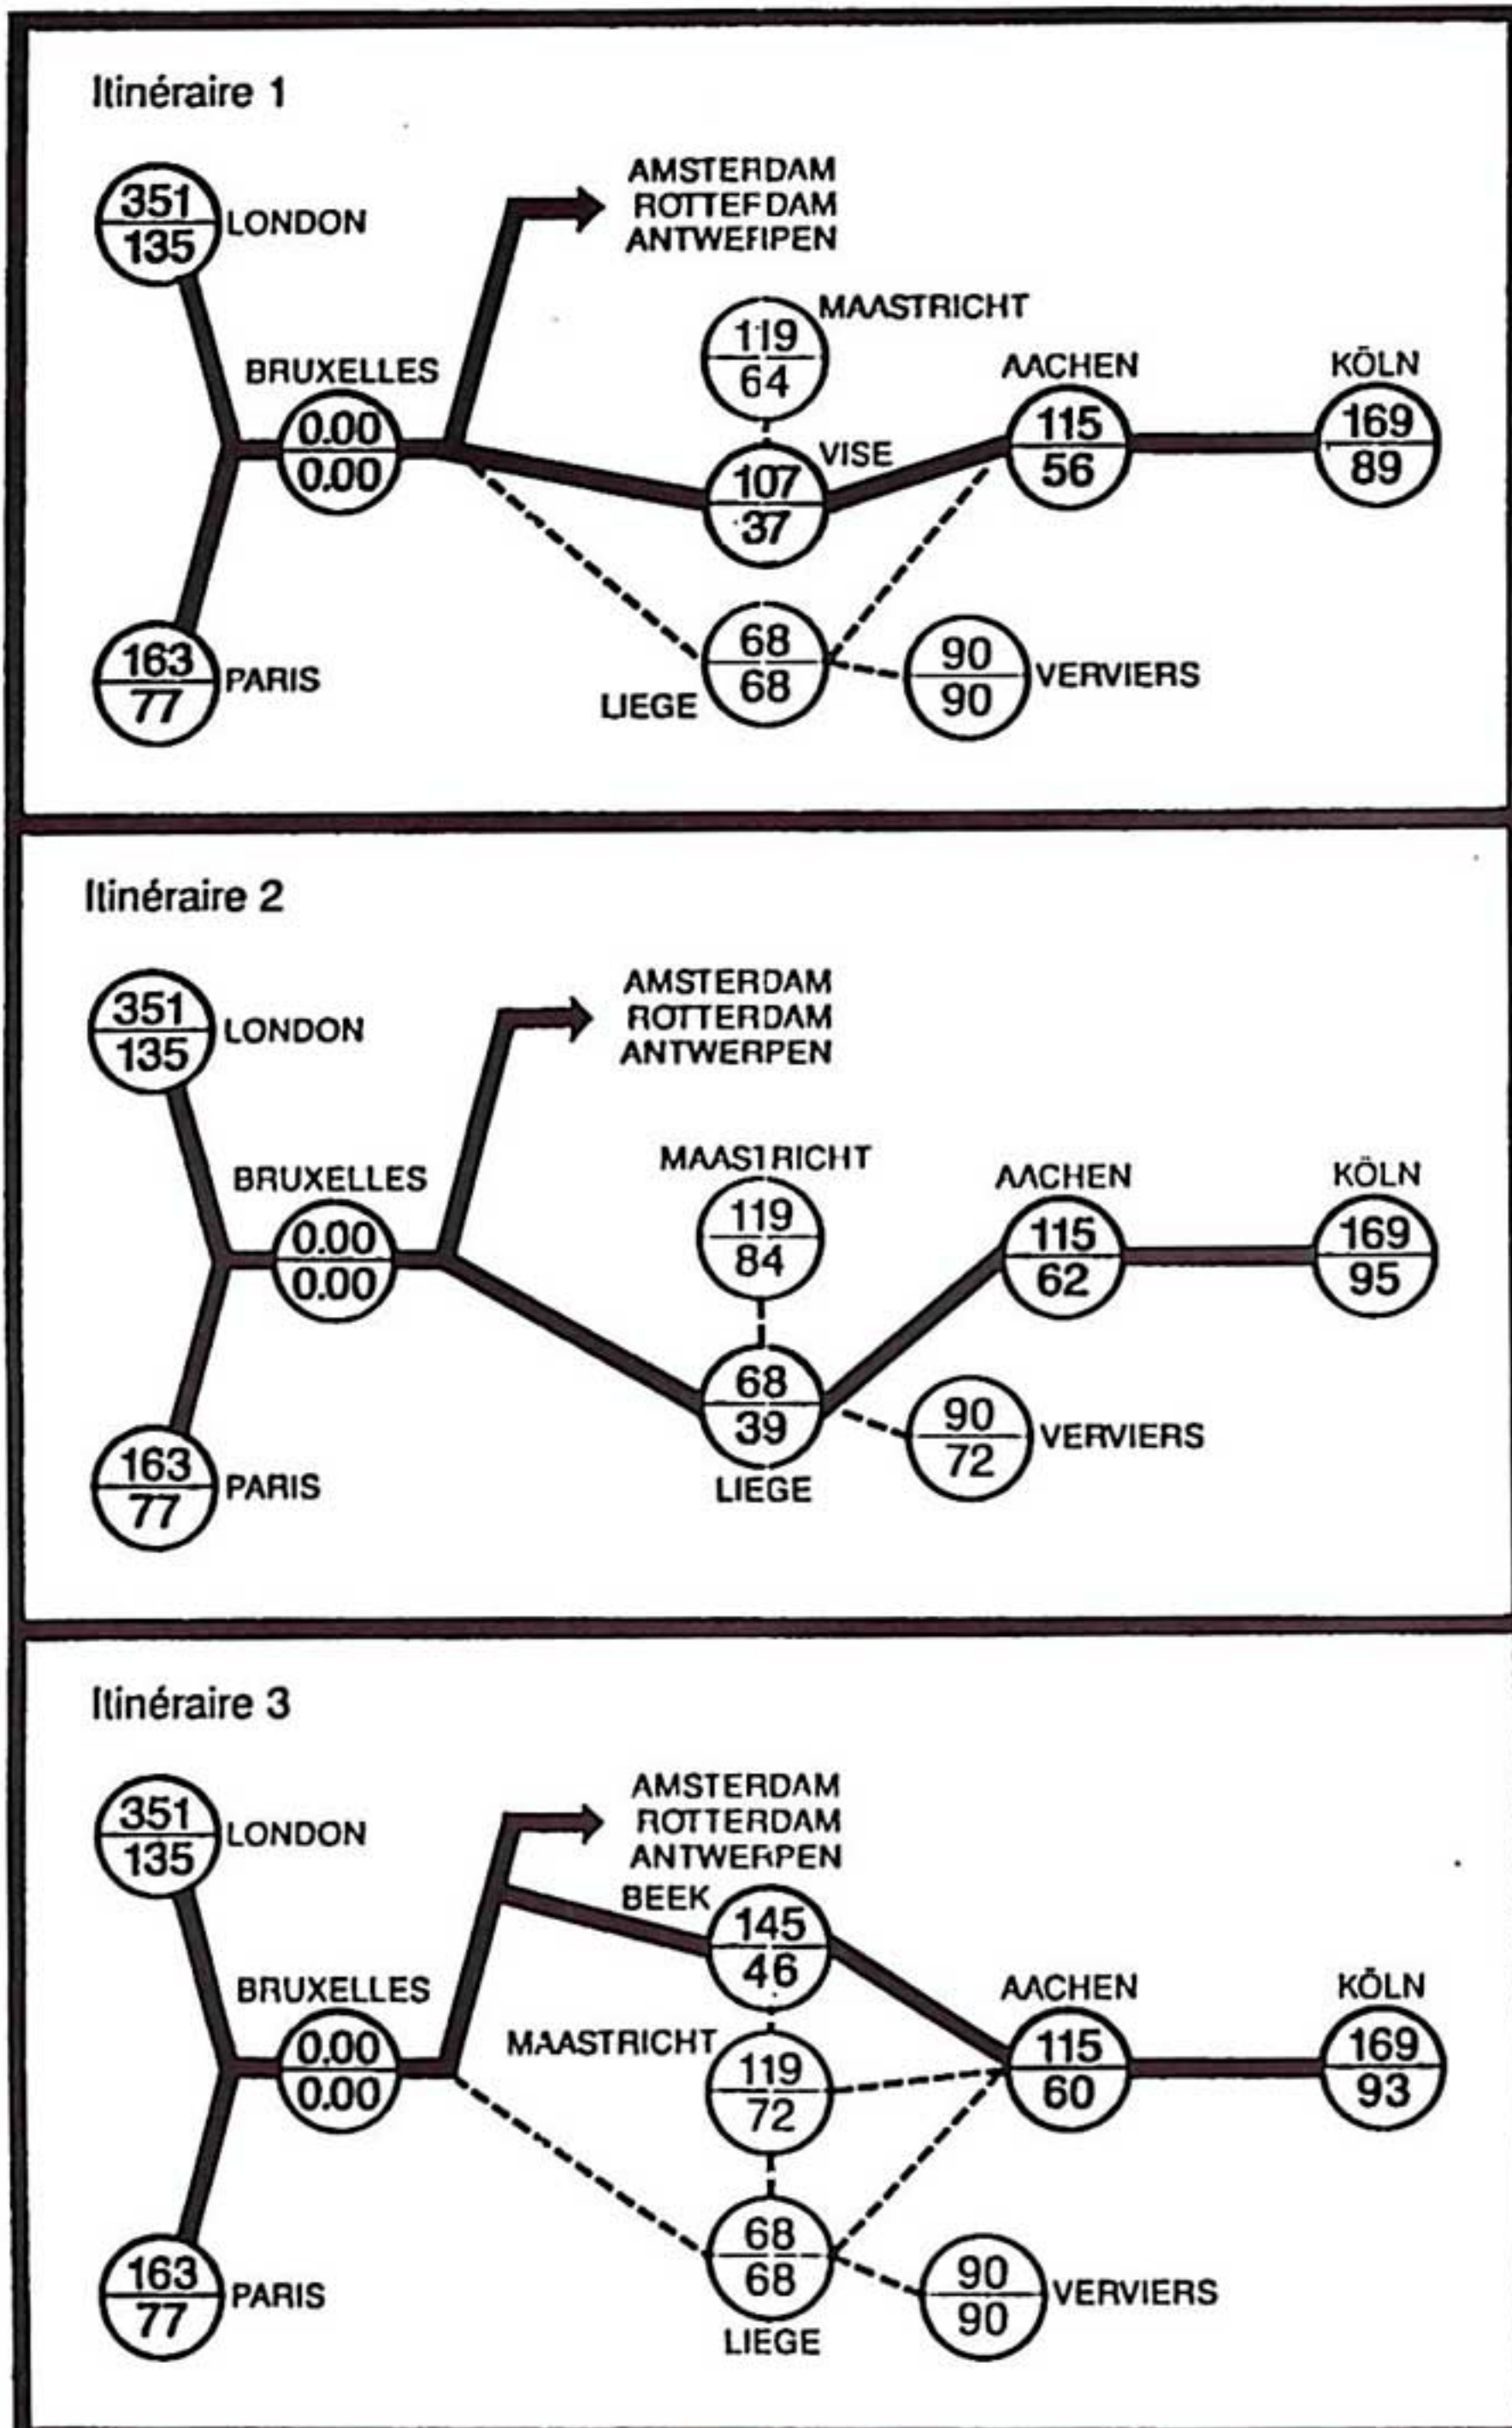 Itinéraire 1
AMSTERDAM
351
LONDON
ROTTERDAM
135
ANTWERPEN
MAASTRICHT
119
64
BRUXELLES
AACHEN
KÖLN
0.00
0.00
VISE
107
37
115
56
169
89
163
77
PARIS
68
68
LIEGE
90
90
VERVIERS
Itinéraire 2
AMSTERDAM
351
LONDON
ROTTERDAM
135
ANTWERPEN
MAASTRICHT
119
84
BRUXELLES
AACHEN
KÖLN
0.00
0.00
115
62
169
95
68
39
LIEGE
90
72
VERVIERS
163
77
PARIS
Itinéraire 3
AMSTERDAM
351
LONDON
ROTTERDAM
135
ANTWERPEN
BEEK
145
46
BRUXELLES
AACHEN
KÖLN
0.00
0.00
MAASTRICHT
119
72
115
60
169
93
68
68
LIEGE
163
77
PARIS
90
90
VERVIERS